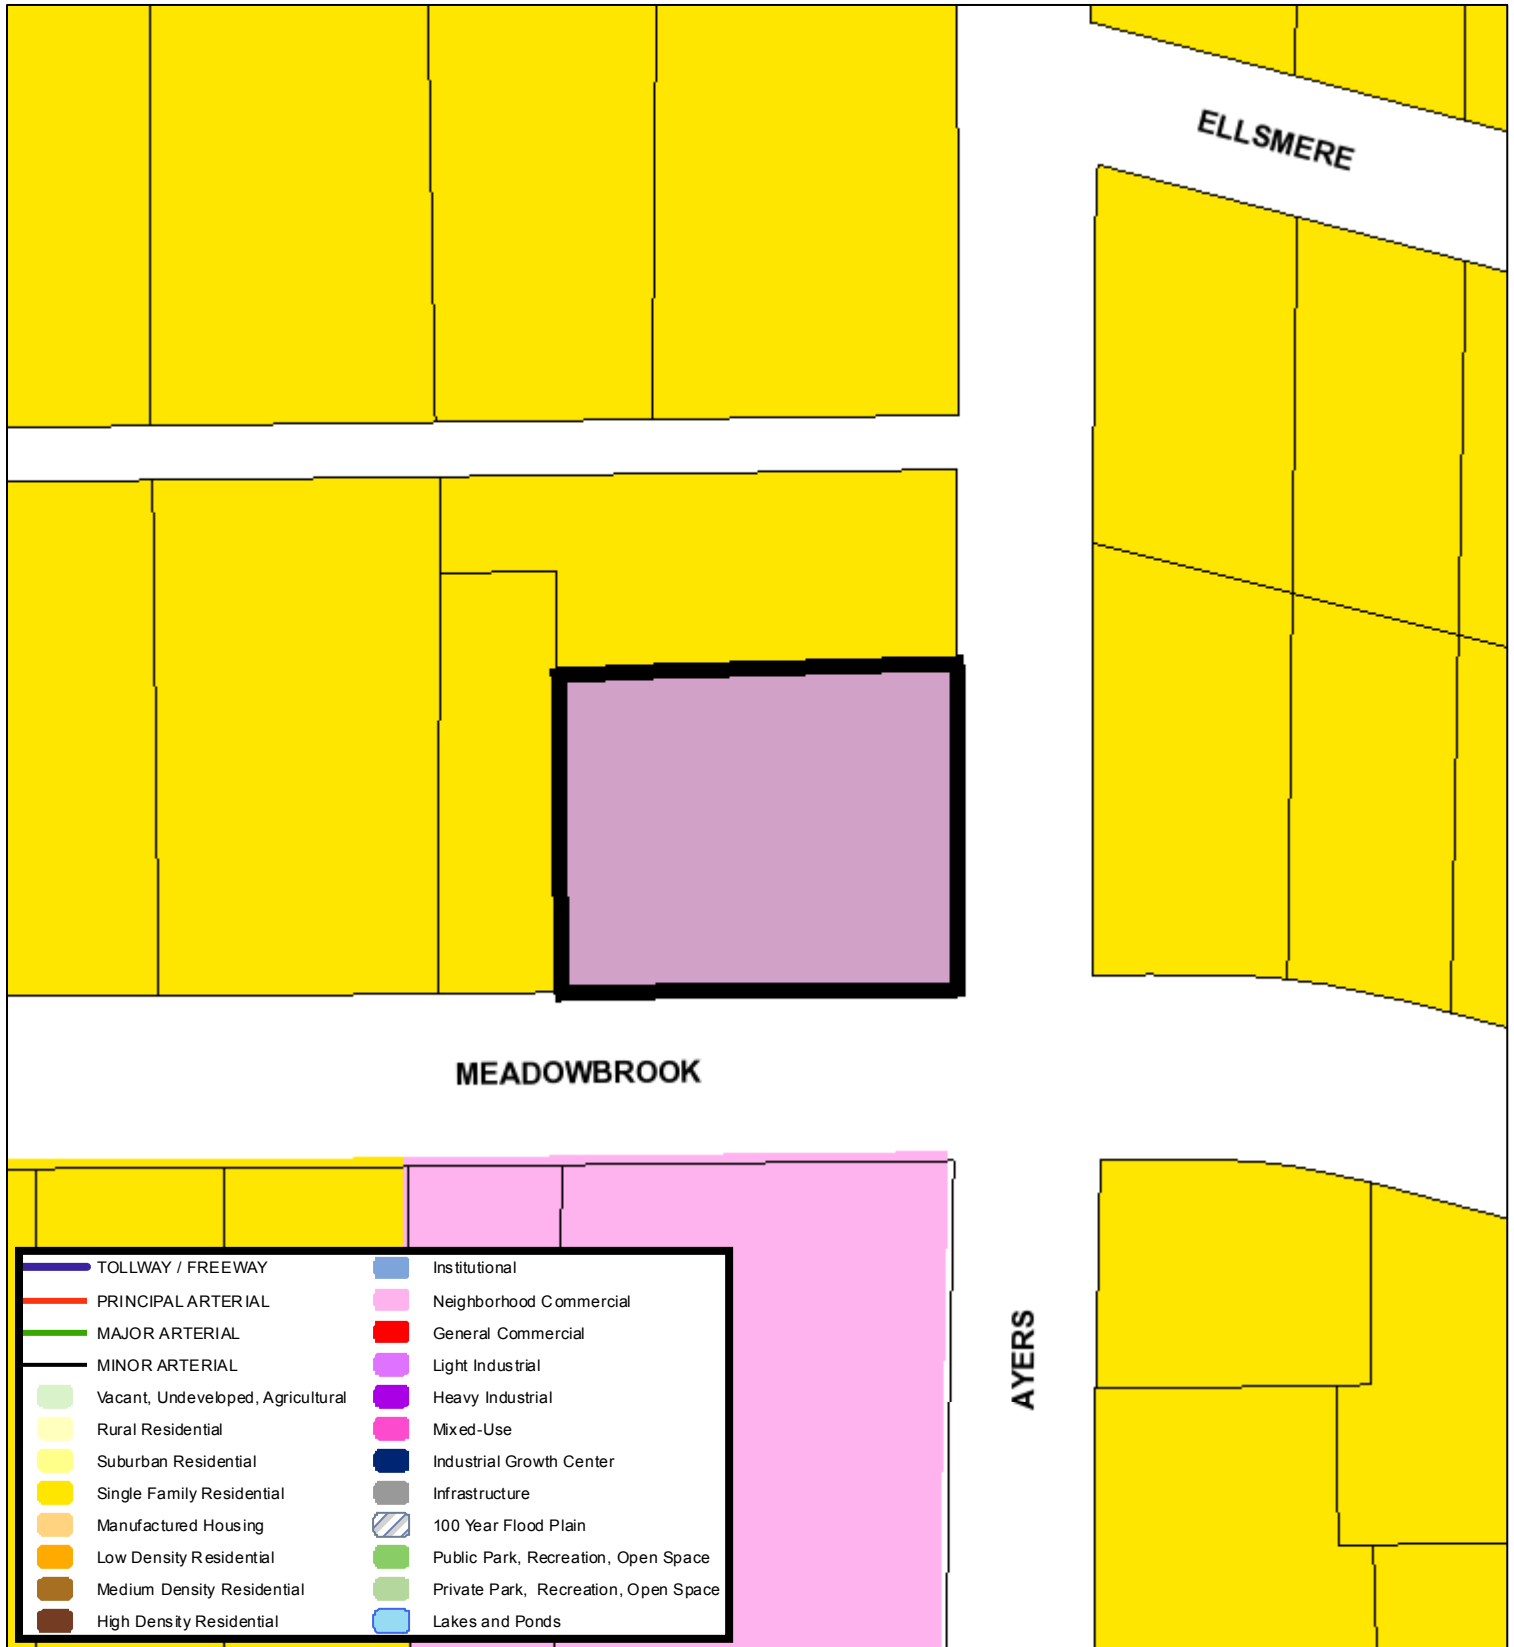 ELLSMERE
MEADOWBROOK
AYERS
TOLLWAY / FREEWAY
PRINCIPAL ARTERIAL
MAJOR ARTERIAL
MINOR ARTERIAL
Vacant, Undeveloped, Agricultural
Rural Residential
Suburban Residential
Single Family Residential
Manufactured Housing
Low Density Residential
Medium Density Residential
High Density Residential
Institutional
Neighborhood Commercial
General Commercial
Light Industrial
Heavy Industrial
Mixed-Use
Industrial Growth Center
Infrastructure
100 Year Flood Plain
Public Park, Recreation, Open Space
Private Park, Recreation, Open Space
Lakes and Ponds